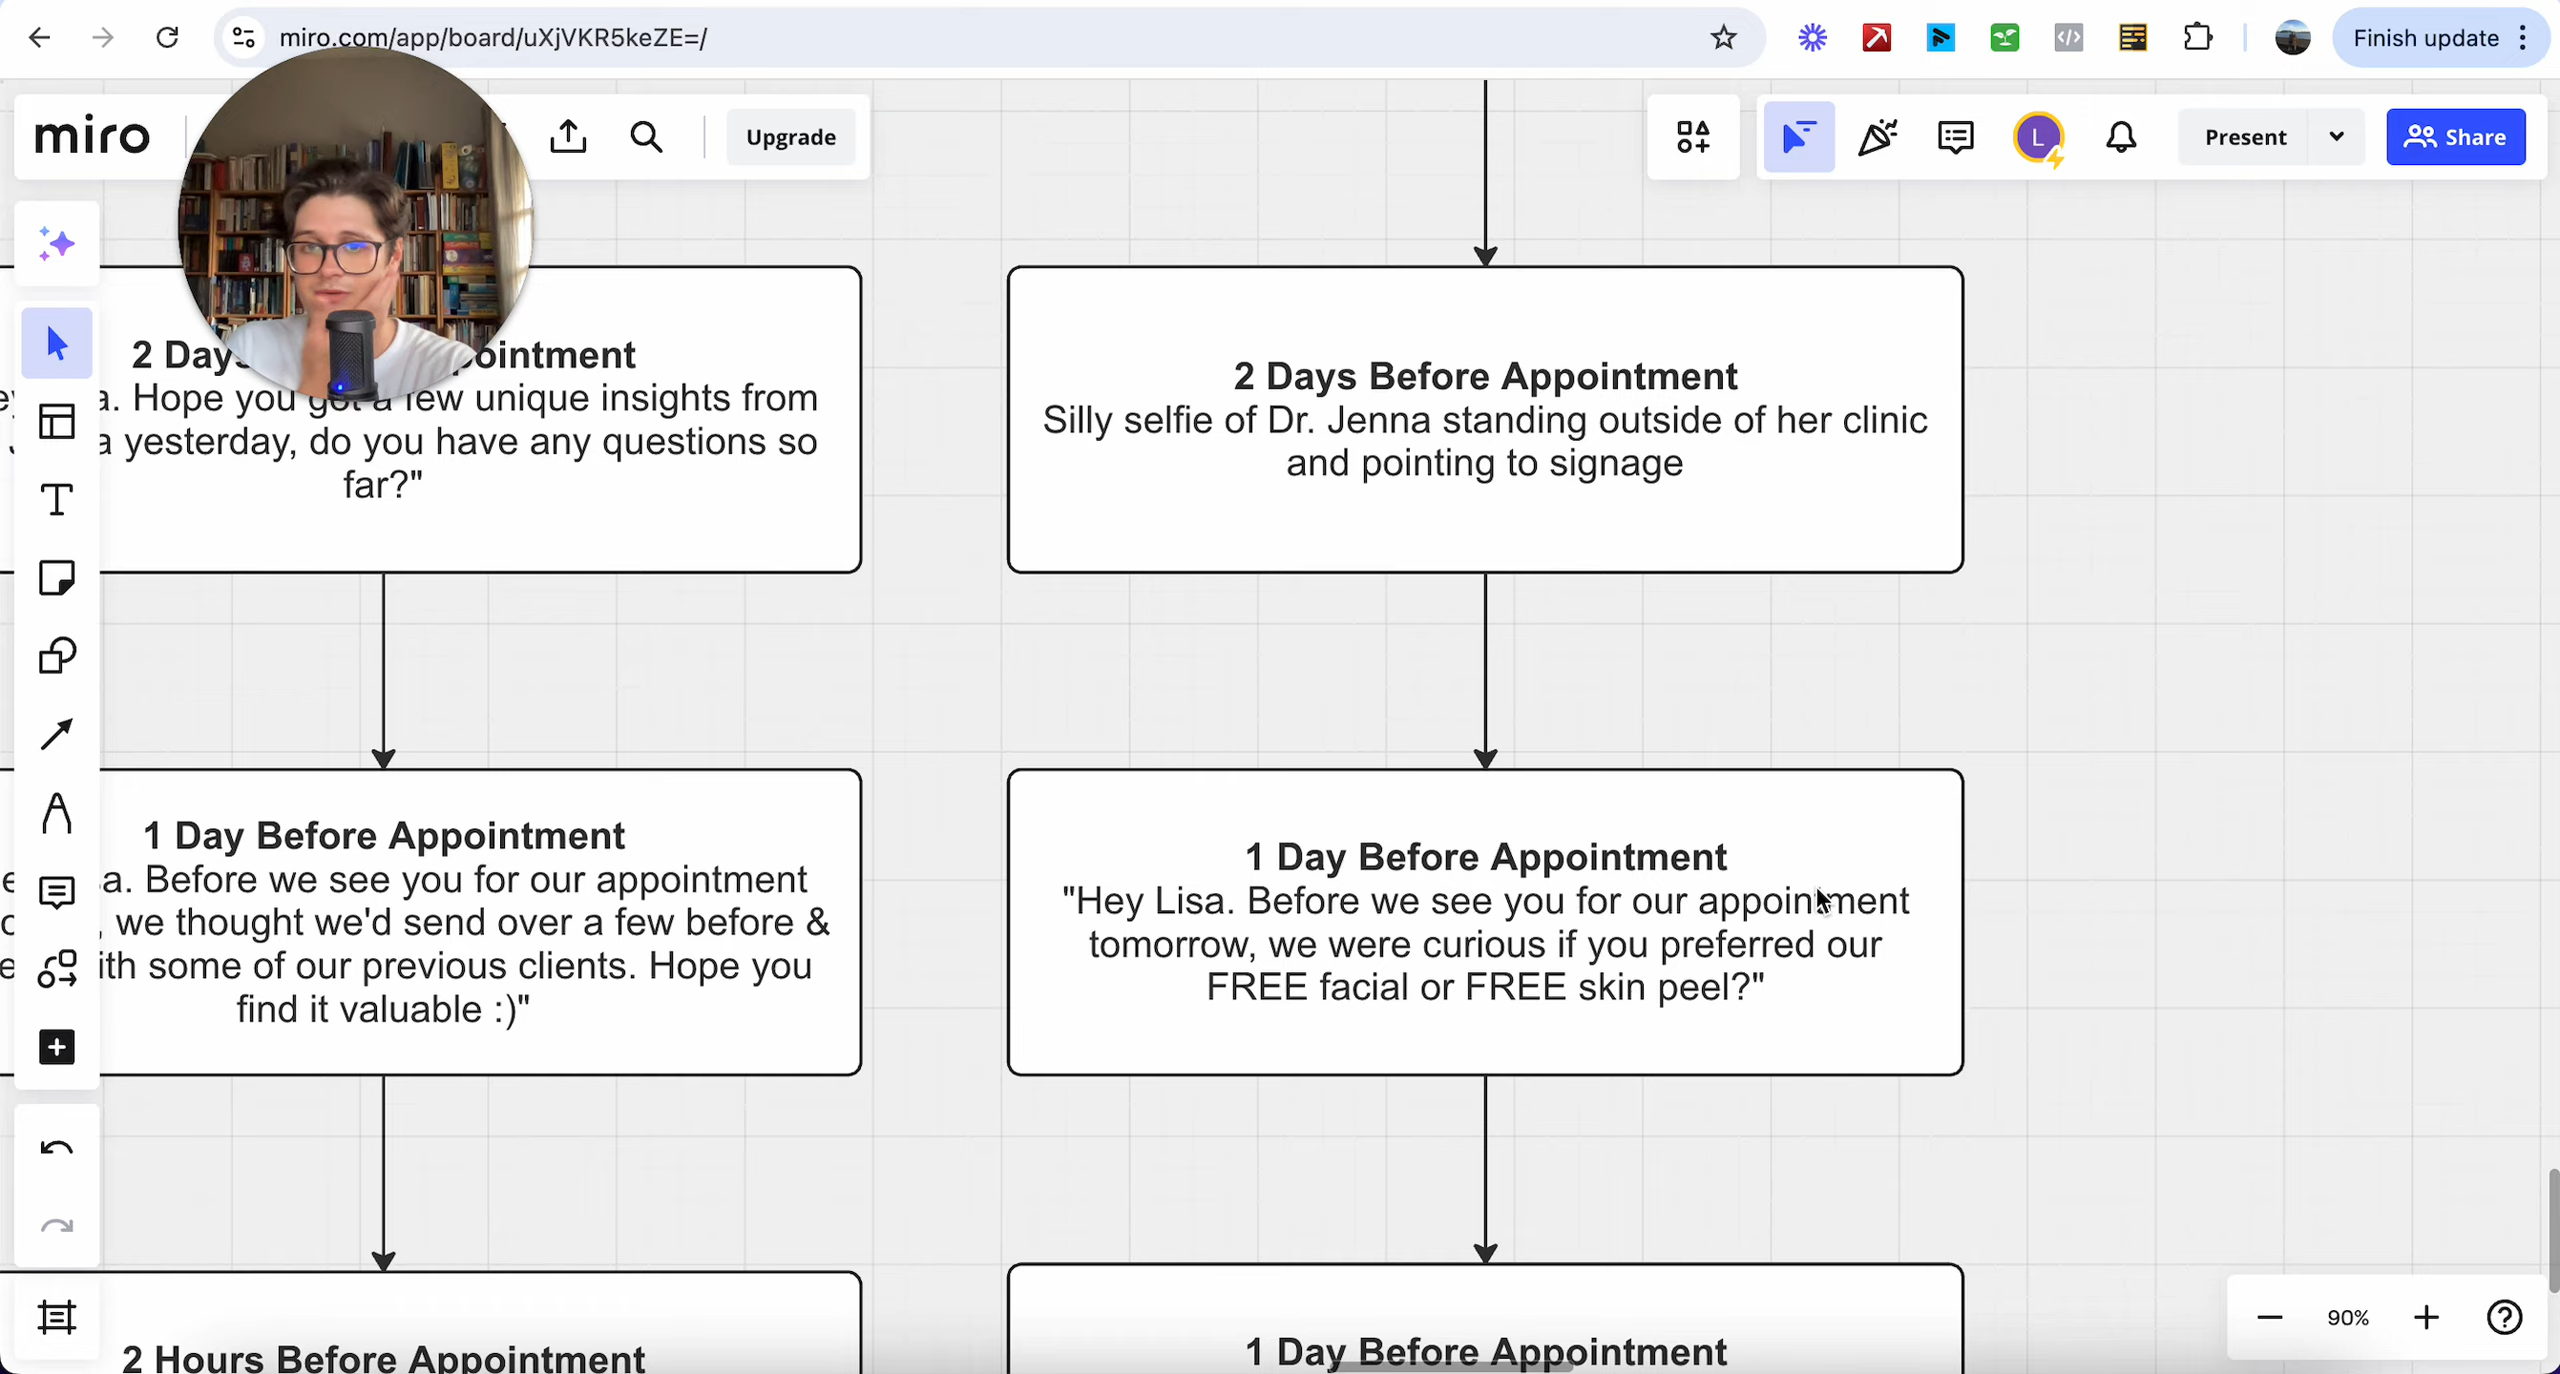 miro.com/app/board/uXjVKR5keZE=/
Finish update
miro
Upgrade
L
Present
Share
2 Days ointment
a. Hope you got a few unique insights from
a yesterday, do you have any questions so
far?"
2 Days Before Appointment
Silly selfie of Dr. Jenna standing outside of her clinic
and pointing to signage
1 Day Before Appointment
a. Before we see you for our appointment
, we thought we'd send over a few before &
ith some of our previous clients. Hope you
find it valuable :)"
1 Day Before Appointment
"Hey Lisa. Before we see you for our appointment
tomorrow, we were curious if you preferred our
FREE facial or FREE skin peel?"
2 Hours Before Appointment
1 Day Before Appointment
90%